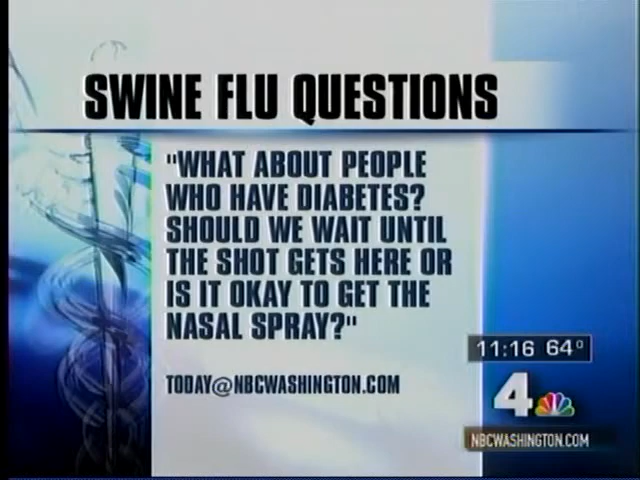 SWINE FLU QUESTIONS
"WHAT ABOUT PEOPLE
WHO HAVE DIABETES?
SHOULD WE WAIT UNTIL
THE SHOT GETS HERE OR
IS IT OKAY TO GET THE
NASAL SPRAY?"
TODAY@NBCWASHINGTON.COM
11:16 64°
4
NBCWASHINGTON.COM